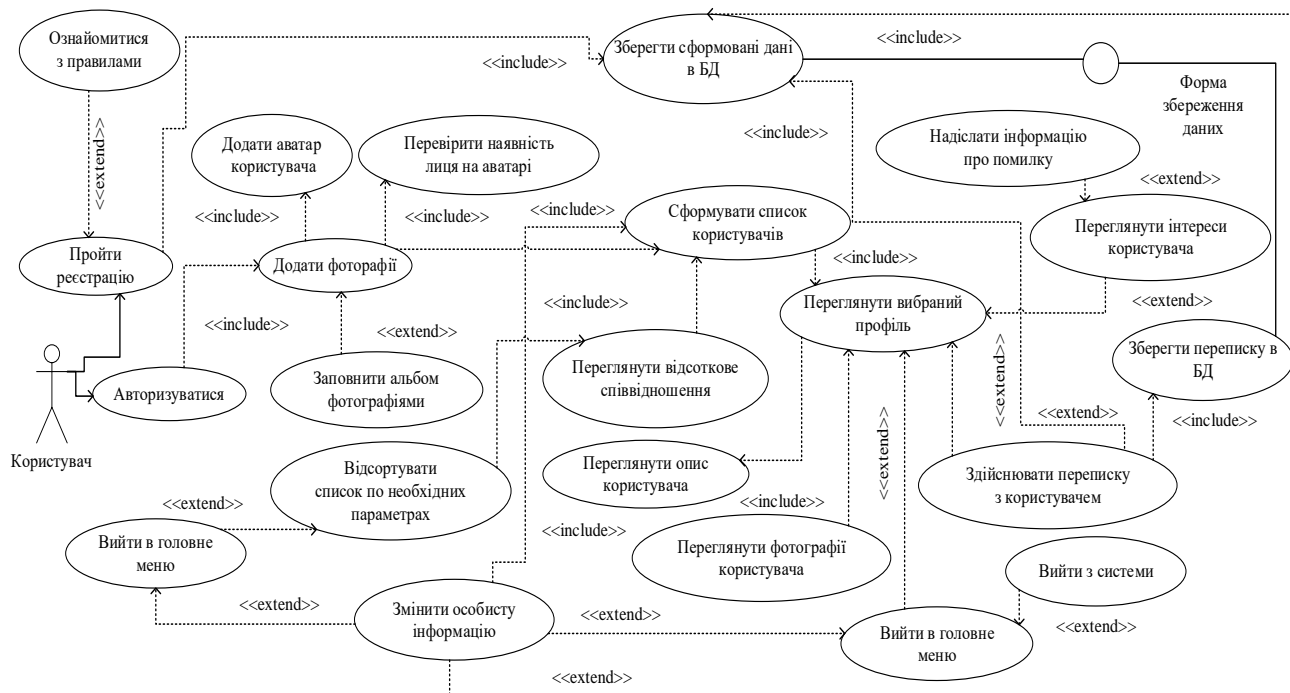 Ознайомитися
з правилами
<<extend>>
Пройти
реєстрацію
Користувач
Авторизуватися
<<include>>
Додати аватар
користувача
<<include>>
Перевірити наявність
лиця на аватарі
<<include>>
Додати фоторафії
<<extend>>
Заповнити альбом
фотографіями
<<include>>
Зберегти сформовані дані
в БД
<<include>>
<<include>>
Форма
збереження
даних
Надіслати інформацію
про помилку
<<extend>>
Переглянути інтереси
користувача
<<extend>>
Сформувати список
користувачів
<<include>>
<<include>>
Переглянути вибраний
профіль
<<include>>
Переглянути відсоткове
співвідношення
Зберегти переписку в
БД
<<include>>
<<extend>>
<<extend>>
Здійснювати переписку
з користувачем
Відсортувати
список по необхідних
параметрах
<<extend>>
Вийти в головне
меню
Переглянути опис
користувача
<<include>>
<<include>>
<<extend>>
Переглянути фотографії
користувача
Вийти з системи
<<extend>>
<<extend>>
Змінити особисту
інформацію
<<extend>>
Вийти в головне
меню
<<extend>>